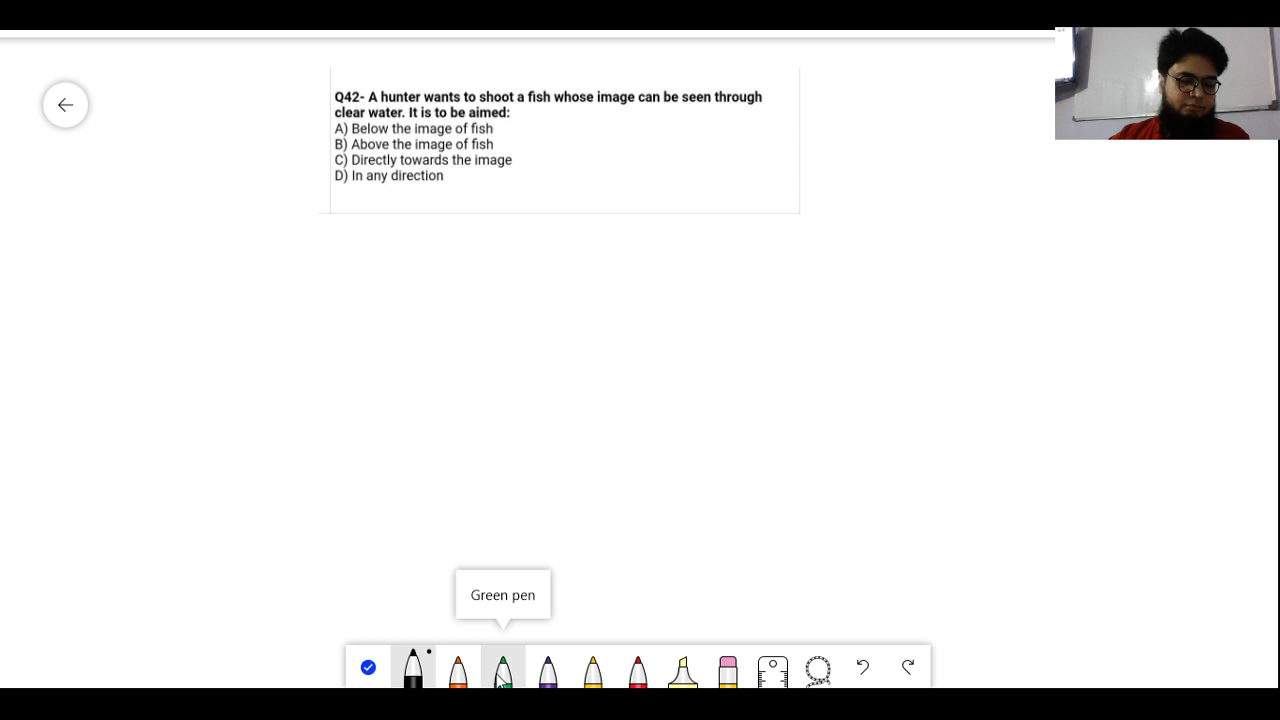 Q42- A hunter wants to shoot a fish whose image can be seen through
clear water. It is to be aimed:
A) Below the image of fish
B) Above the image of fish
C) Directly towards the image
D) In any direction
Green pen